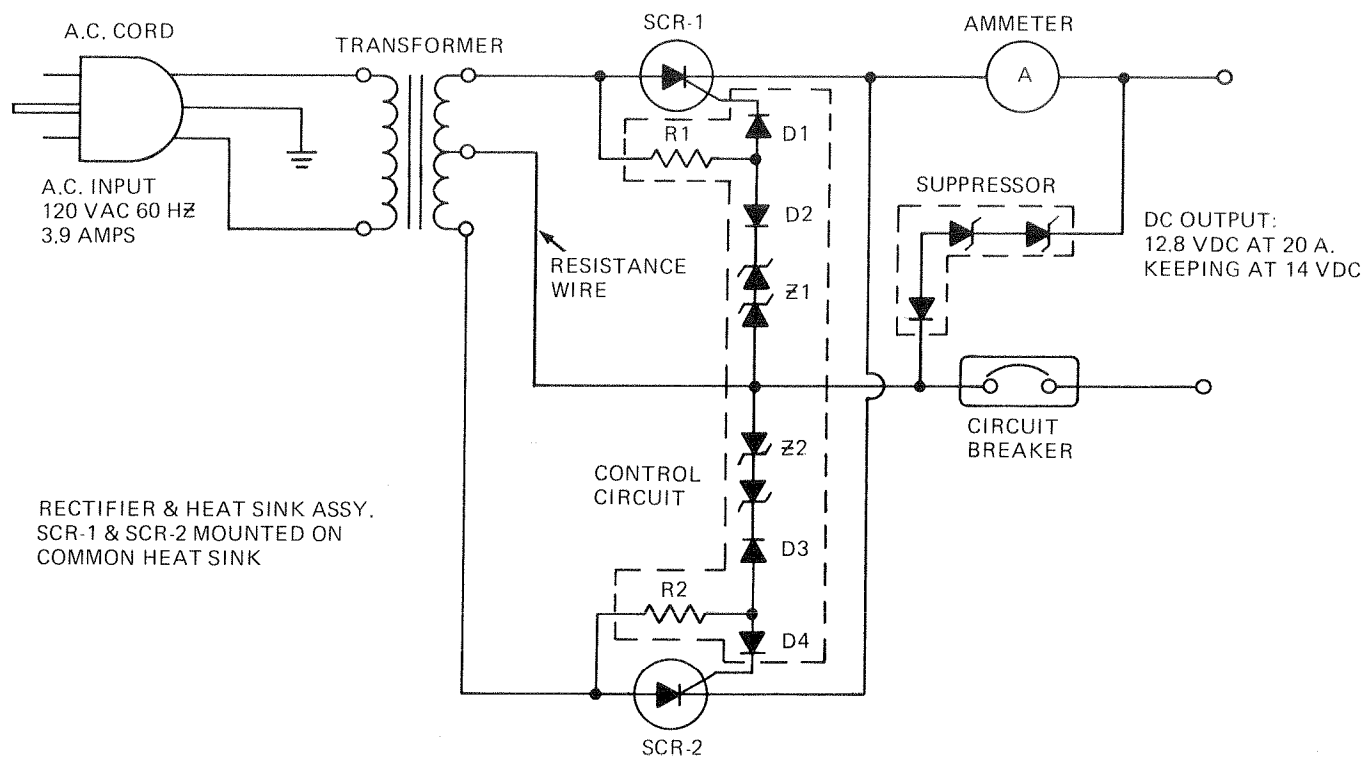 A.C. CORD
TRANSFORMER
SCR-1
AMMETER
A
R1
D1
A.C. INPUT
120 VAC 60 HZ
3.9 AMPS
D2
SUPPRESSOR
DC OUTPUT:
12.8 VDC AT 20 A.
KEEPING AT 14 VDC
RESISTANCE
WIRE
Z1
CIRCUIT
BREAKER
Z2
CONTROL
CIRCUIT
RECTIFIER & HEAT SINK ASSY.
SCR-1 & SCR-2 MOUNTED ON
COMMON HEAT SINK
D3
R2
D4
SCR-2